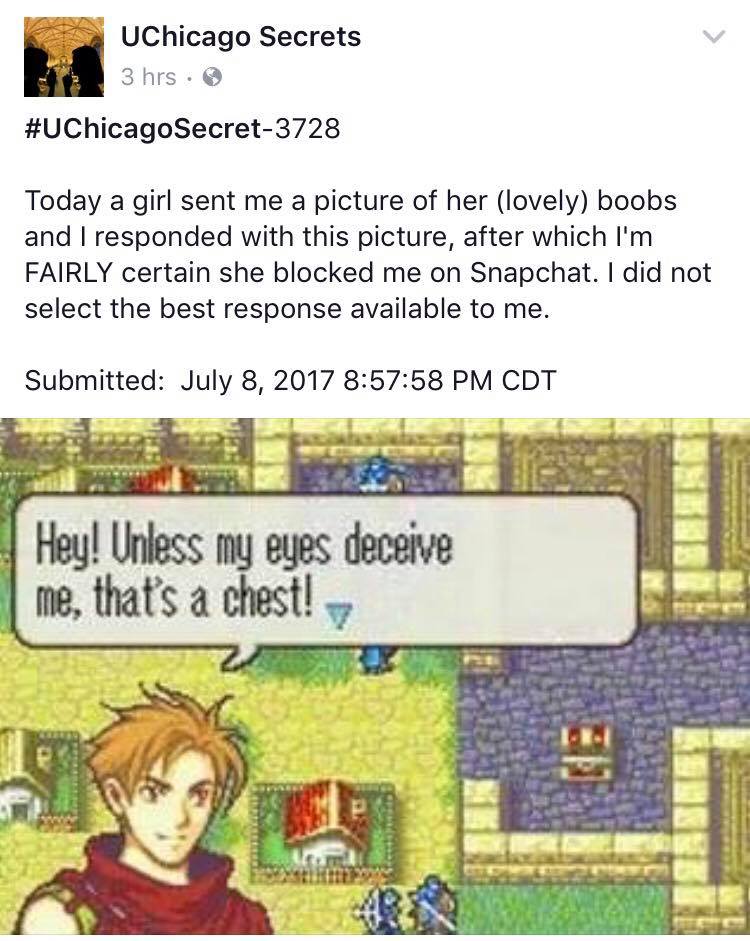 UChicago Secrets
3 hrs ·
#UChicagoSecret-3728
Today a girl sent me a picture of her (lovely) boobs
and I responded with this picture, after which I'm
FAIRLY certain she blocked me on Snapchat. I did not
select the best response available to me.
Submitted:  July 8, 2017 8:57:58 PM CDT
Hey! Unless my eyes deceive
me, that's a chest!